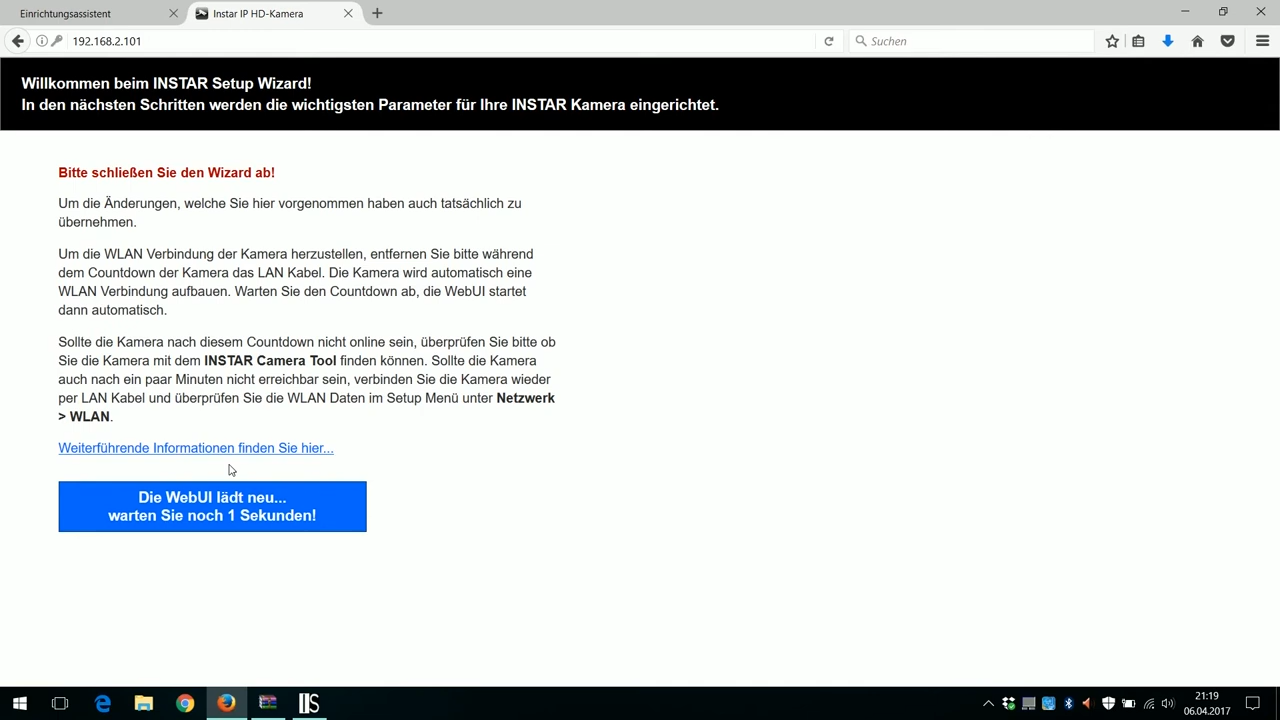 Einrichtungsassistent
Instar IP HD-Kamera
192.168.2.101
Suchen
Willkommen beim INSTAR Setup Wizard!
In den nächsten Schritten werden die wichtigsten Parameter für Ihre INSTAR Kamera eingerichtet.
Bitte schließen Sie den Wizard ab!
Um die Änderungen, welche Sie hier vorgenommen haben auch tatsächlich zu
übernehmen.
Um die WLAN Verbindung der Kamera herzustellen, entfernen Sie bitte während
dem Countdown der Kamera das LAN Kabel. Die Kamera wird automatisch eine
WLAN Verbindung aufbauen. Warten Sie den Countdown ab, die WebUI startet
dann automatisch.
Sollte die Kamera nach diesem Countdown nicht online sein, überprüfen Sie bitte ob
Sie die Kamera mit dem INSTAR Camera Tool finden können. Sollte die Kamera
auch nach ein paar Minuten nicht erreichbar sein, verbinden Sie die Kamera wieder
per LAN Kabel und überprüfen Sie die WLAN Daten im Setup Menü unter Netzwerk
> WLAN.
Weiterführende Informationen finden Sie hier...
Die WebUI lädt neu...
warten Sie noch 1 Sekunden!
21:19
06.04.2017